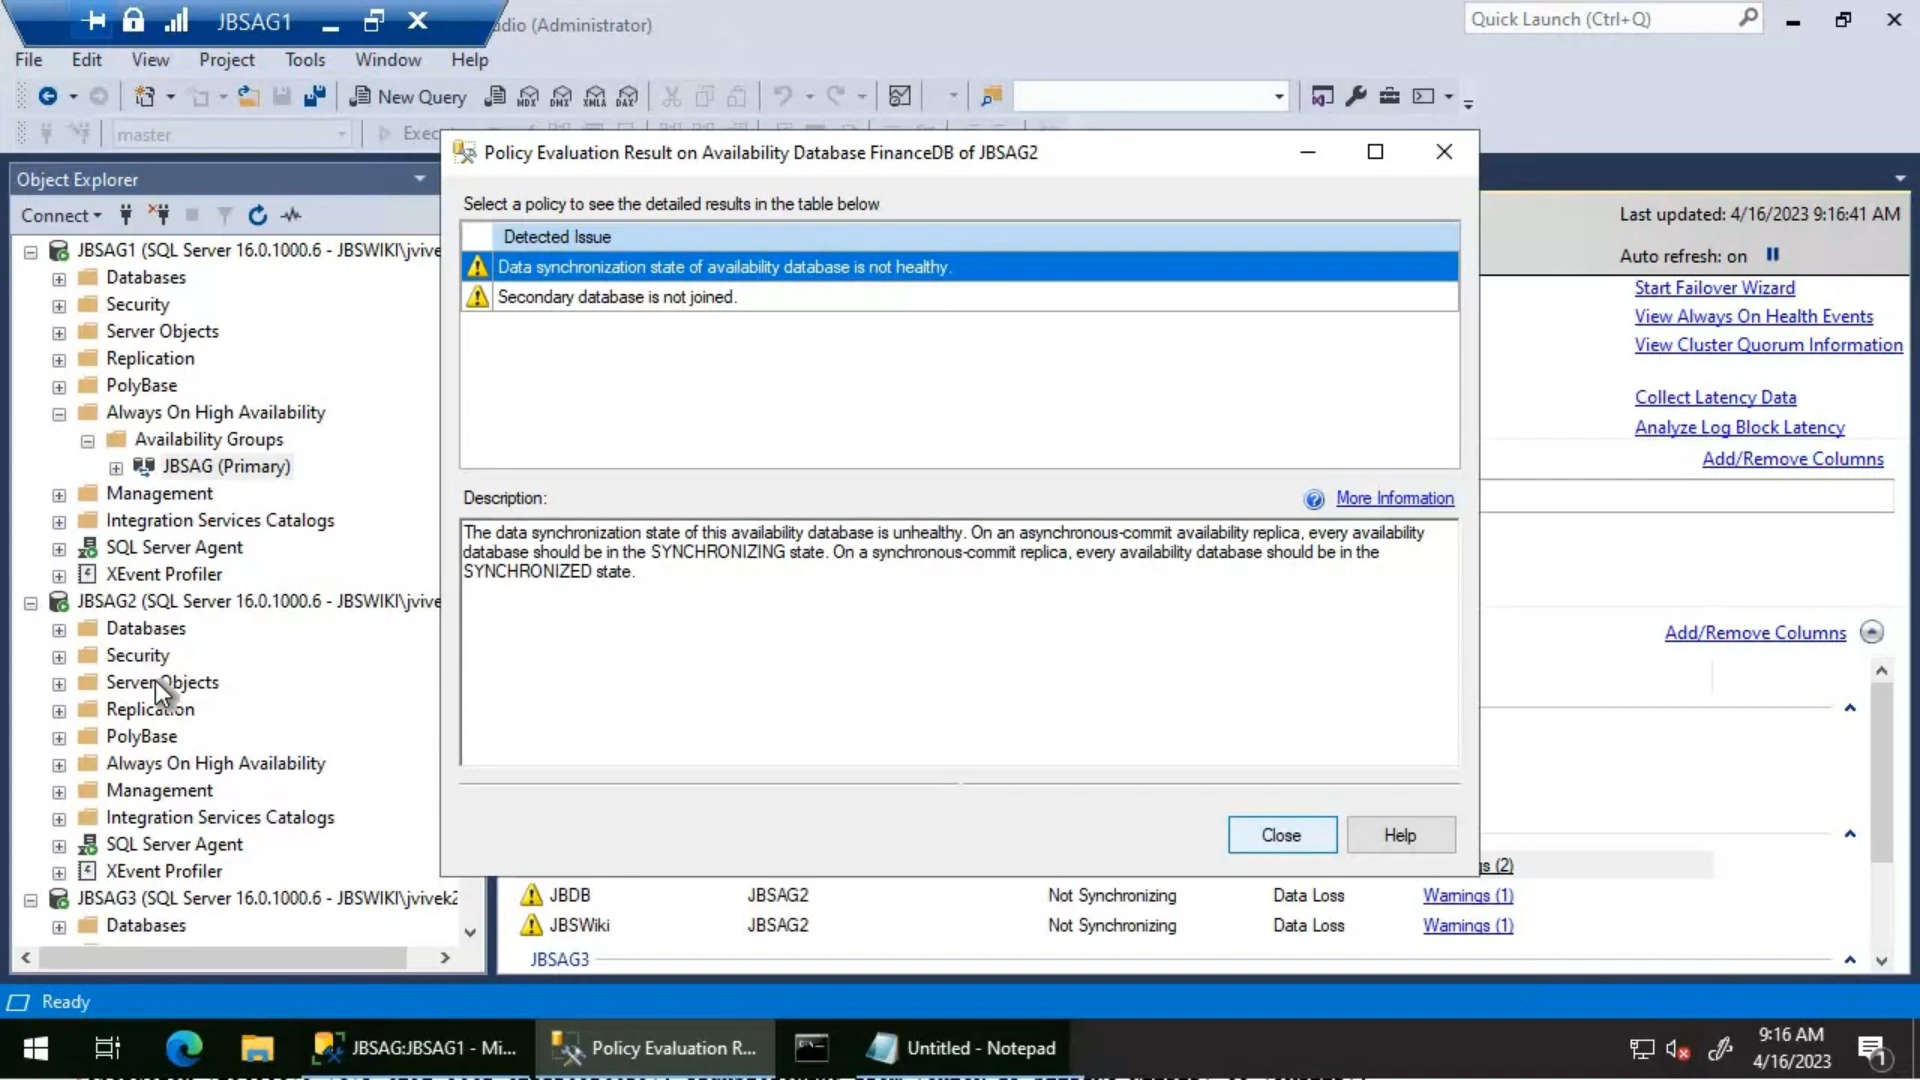 JBSAG1
dio (Administrator)
Quick Launch (Ctrl+Q)
File Edit View Project Tools Window Help
New Query
MDX DMX XMLA DAX
master
Exec
Object Explorer
Connect
JBSAG1 (SQL Server 16.0.1000.6 - JBSWIKI\jvive
Databases
Security
Server Objects
Replication
PolyBase
Always On High Availability
Availability Groups
JBSAG (Primary)
Management
Integration Services Catalogs
SQL Server Agent
XEvent Profiler
JBSAG2 (SQL Server 16.0.1000.6 - JBSWIKI\jvive
Databases
Security
Server Objects
Replication
PolyBase
Always On High Availability
Management
Integration Services Catalogs
SQL Server Agent
XEvent Profiler
JBSAG3 (SQL Server 16.0.1000.6 - JBSWIKI\jvivek2
Databases
Policy Evaluation Result on Availability Database FinanceDB of JBSAG2
Select a policy to see the detailed results in the table below
Detected Issue
Data synchronization state of availability database is not healthy.
Secondary database is not joined.
Description:
More Information
The data synchronization state of this availability database is unhealthy. On an asynchronous-commit availability replica, every availability
database should be in the SYNCHRONIZING state. On a synchronous-commit replica, every availability database should be in the
SYNCHRONIZED state.
Close Help
Last updated: 4/16/2023 9:16:41 AM
Auto refresh: on
Start Failover Wizard
View Always On Health Events
View Cluster Quorum Information
Collect Latency Data
Analyze Log Block Latency
Add/Remove Columns
Add/Remove Columns
gs (2)
JBDB JBSAG2 Not Synchronizing Data Loss Warnings (1)
JBSWiki JBSAG2 Not Synchronizing Data Loss Warnings (1)
JBSAG3
Ready
JBSAG:JBSAG1 - Mi...
Policy Evaluation R...
Untitled - Notepad
9:16 AM
4/16/2023
1